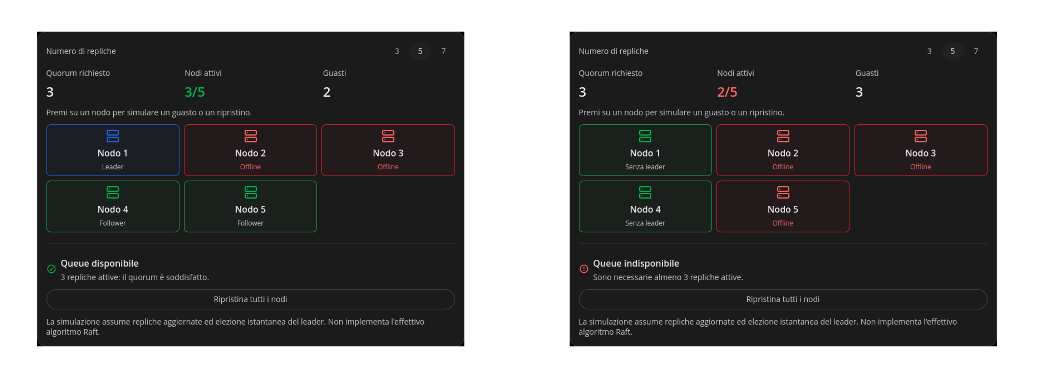 Numero di repliche 3 5 7
Quorum richiesto Nodi attivi Guasti
3 3/5 2
Premi su un nodo per simulare un guasto o un ripristino.
Nodo 1 Nodo 2 Nodo 3
Leader Offline Offline
Nodo 4 Nodo 5
Follower Follower
Queue disponibile
3 repliche attive: il quorum è soddisfatto.
Ripristina tutti i nodi
La simulazione assume repliche aggiornate ed elezione istantanea del leader. Non implementa l'effettivo
algoritmo Raft.
Numero di repliche 3 5 7
Quorum richiesto Nodi attivi Guasti
3 2/5 3
Premi su un nodo per simulare un guasto o un ripristino.
Nodo 1 Nodo 2 Nodo 3
Senza leader Offline Offline
Nodo 4 Nodo 5
Senza leader Offline
Queue indisponibile
Sono necessarie almeno 3 repliche attive.
Ripristina tutti i nodi
La simulazione assume repliche aggiornate ed elezione istantanea del leader. Non implementa l'effettivo
algoritmo Raft.